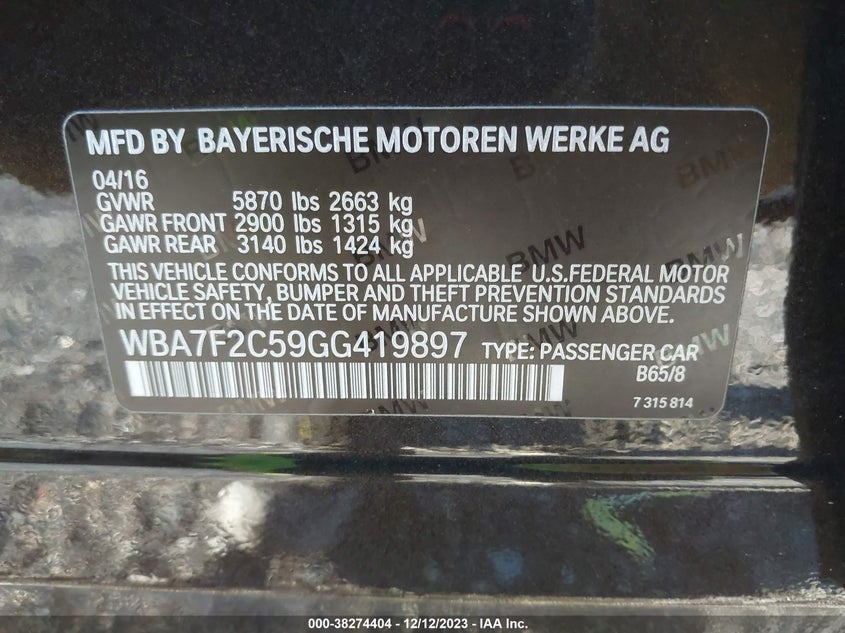 MFD BY BAYERISCHE MOTOREN WERKE AG
04/16
GVWR 5870 lbs 2663 kg
GAWR FRONT 2900 lbs 1315 kg
GAWR REAR 3140 lbs 1424 kg
THIS VEHICLE CONFORMS TO ALL APPLICABLE U.S.FEDERAL MOTOR
VEHICLE SAFETY, BUMPER AND THEFT PREVENTION STANDARDS
IN EFFECT ON THE DATE OF MANUFACTURE SHOWN ABOVE.
WBA7F2C59GG419897 TYPE: PASSENGER CAR
B65/8
7 315 814
000-38274404 - 12/12/2023 - IAA Inc.